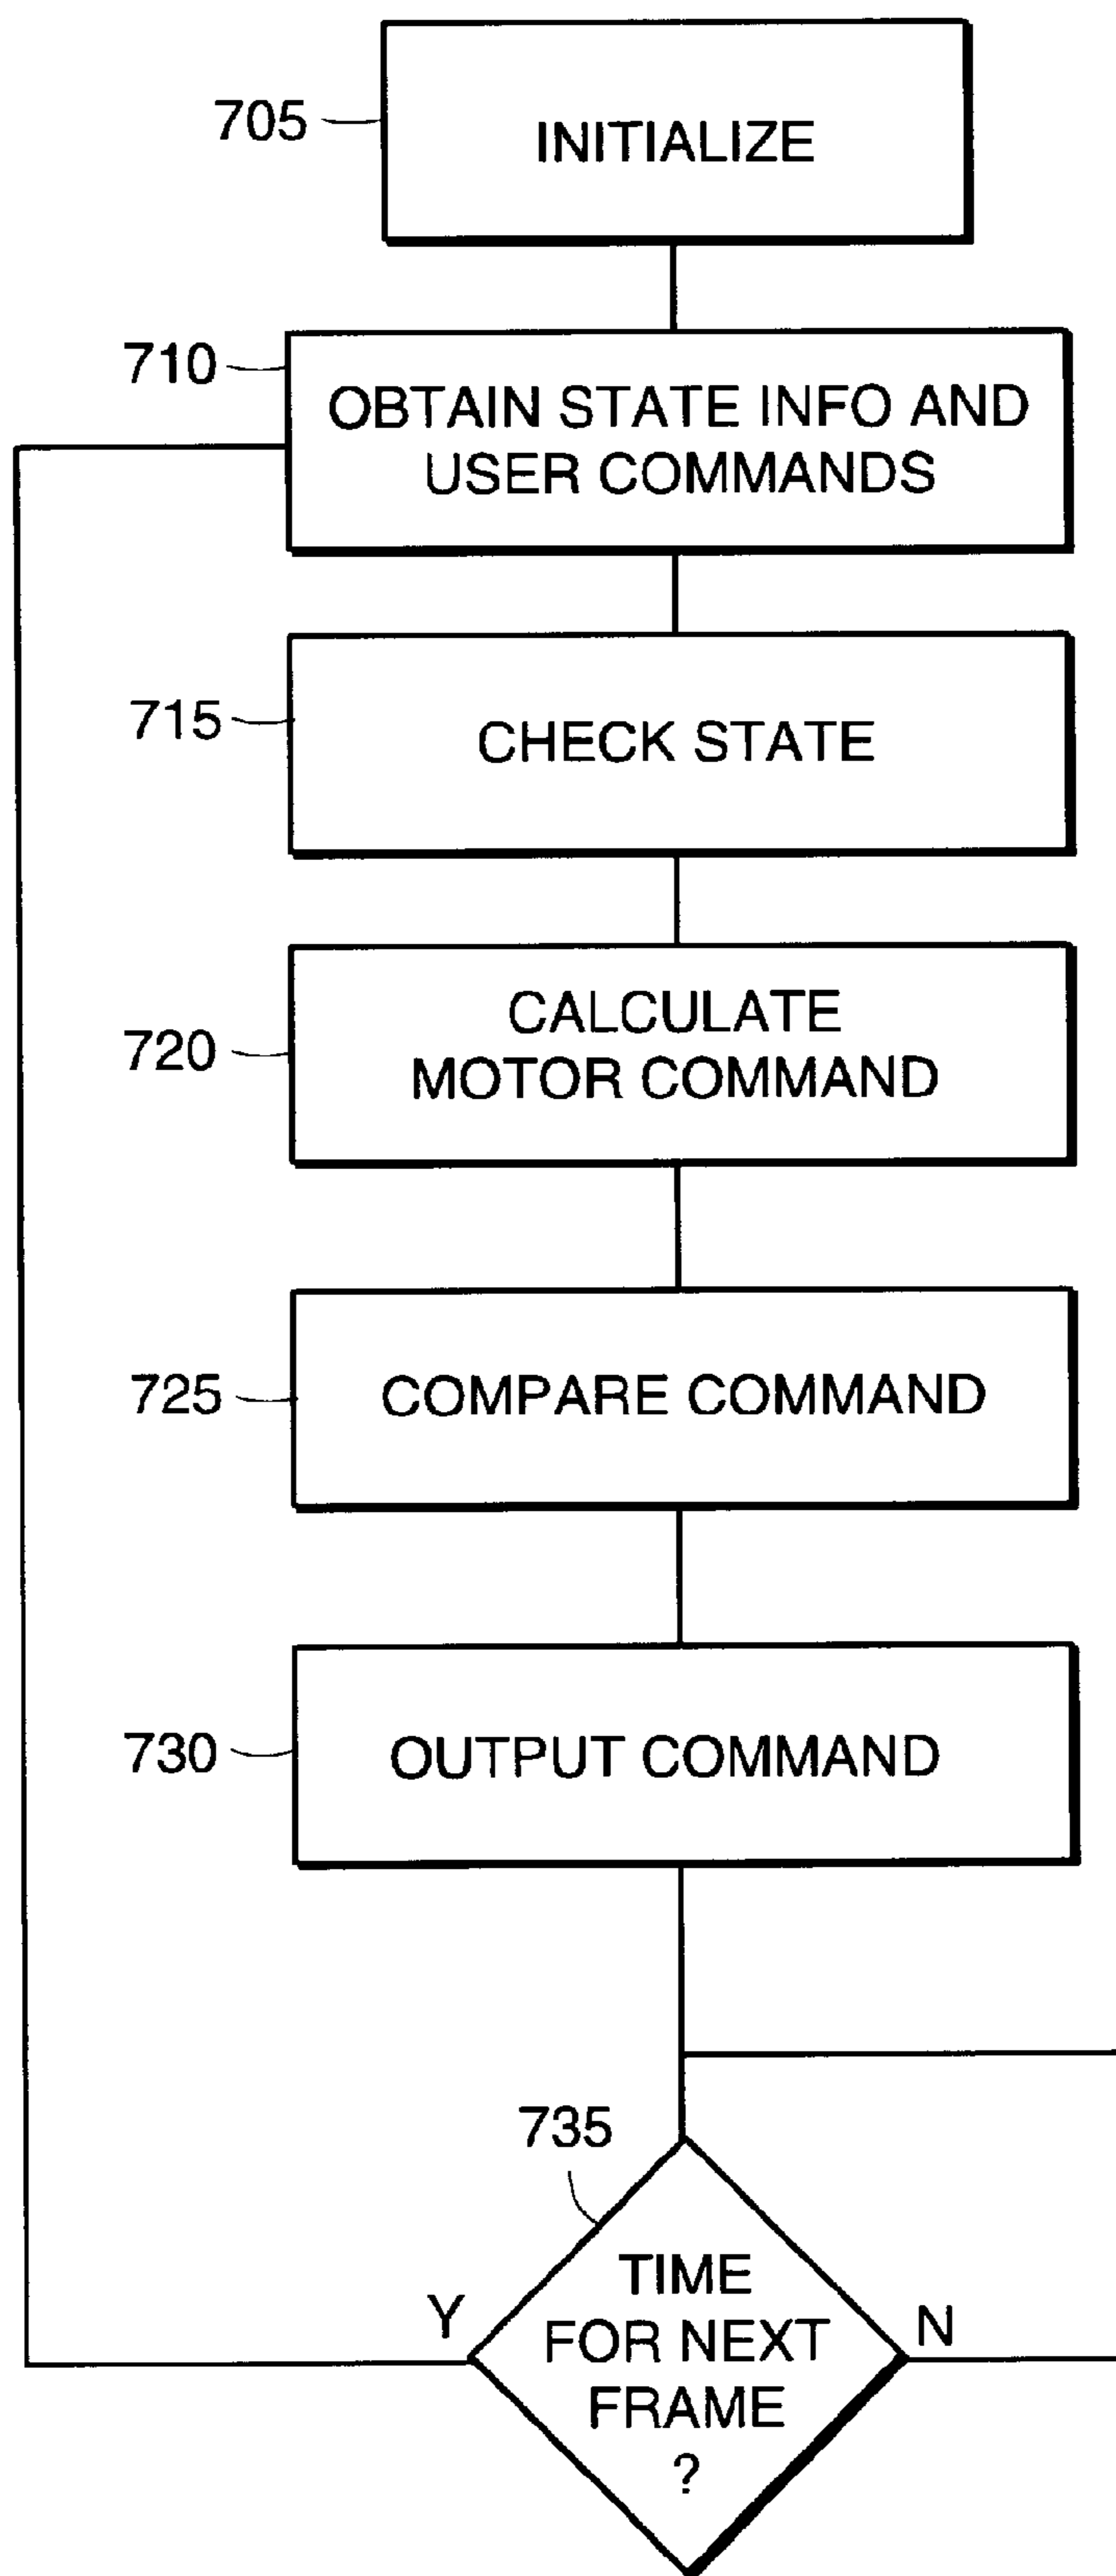 705
INITIALIZE
710
OBTAIN STATE INFO AND
USER COMMANDS
715
CHECK STATE
720
CALCULATE
MOTOR COMMAND
725
COMPARE COMMAND
730
OUTPUT COMMAND
735
TIME
FOR NEXT
FRAME
?
Y
N